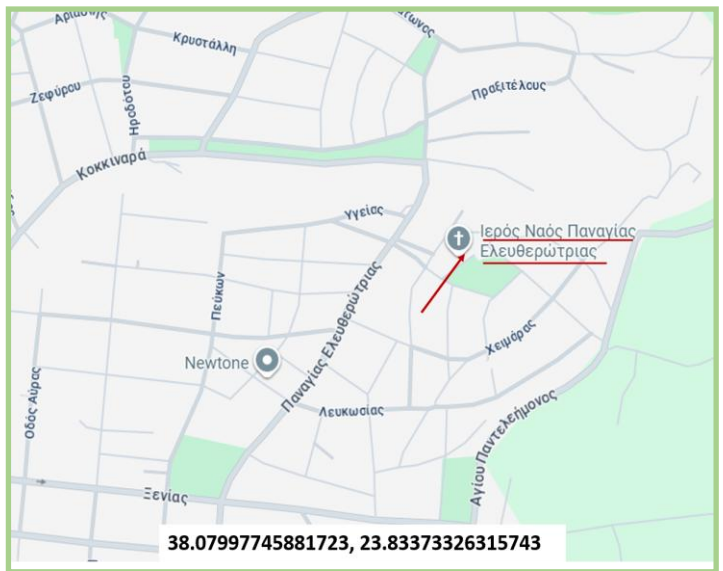 Αριαδνης
Κρυστάλλη
Ζεφύρου
Ηροδότου
Πραξιτέλους
Κοκκιναρά
Υγείας
Ιερός Ναός Παναγίας
Ελευθερώτριας
Πεύκων
Παναγίας Ελευθερώτριας
Newtone
Χειμάρας
Οδός Αύρας
Λευκωσίας
Αγίου Παντελεήμονος
Ξενίας
38.07997745881723, 23.83373326315743